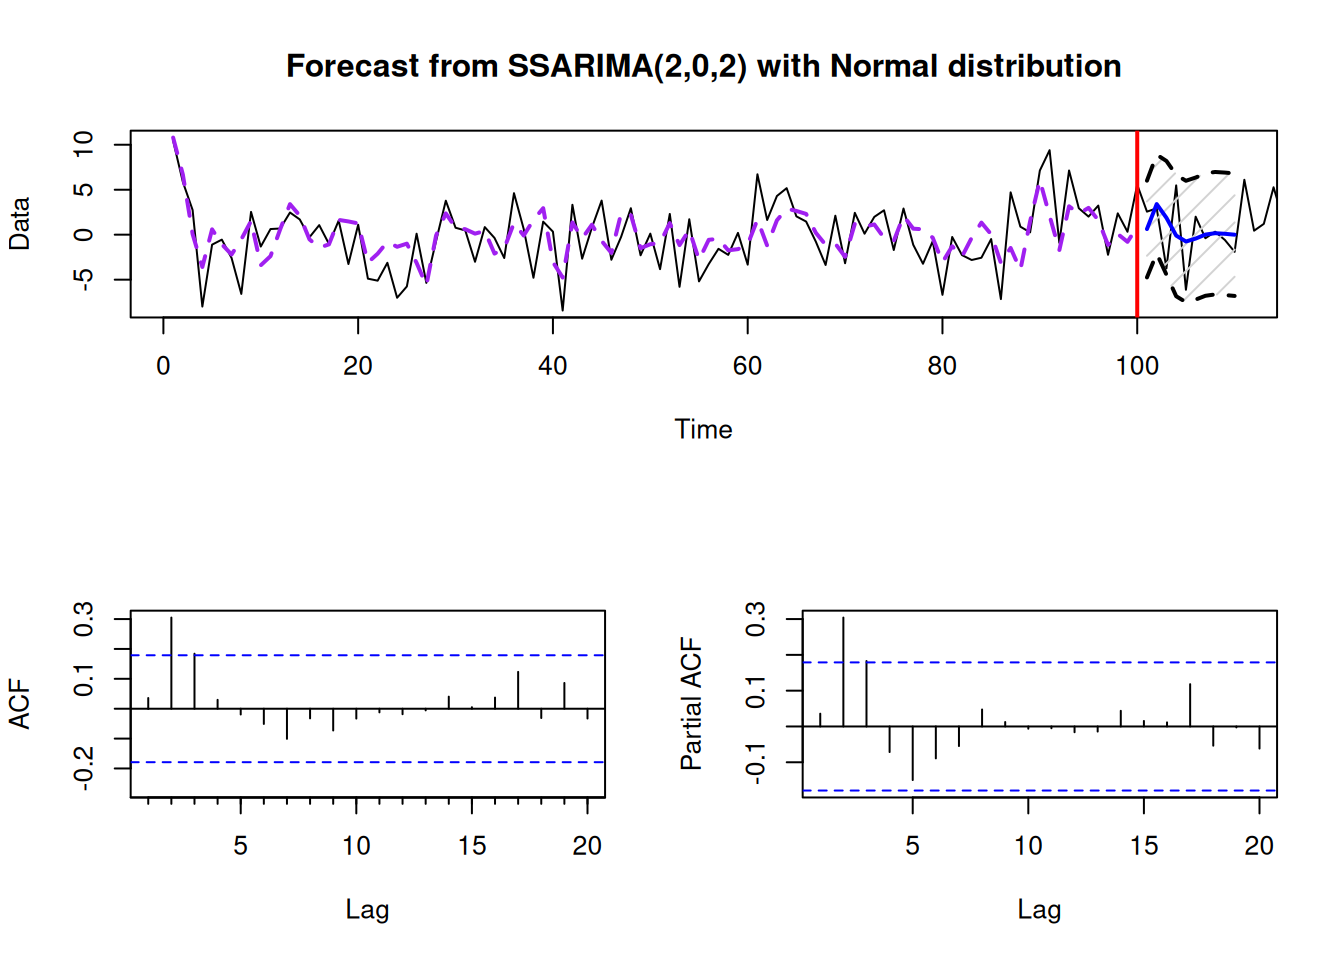 Forecast from SSARIMA(2,0,2) with Normal distribution
Data
10
5
0
-5
0 20 40 60 80 100
Time
ACF
0.3
0.1
-0.2
5 10 15 20
Lag
Partial ACF
0.3
0.1
-0.1
5 10 15 20
Lag